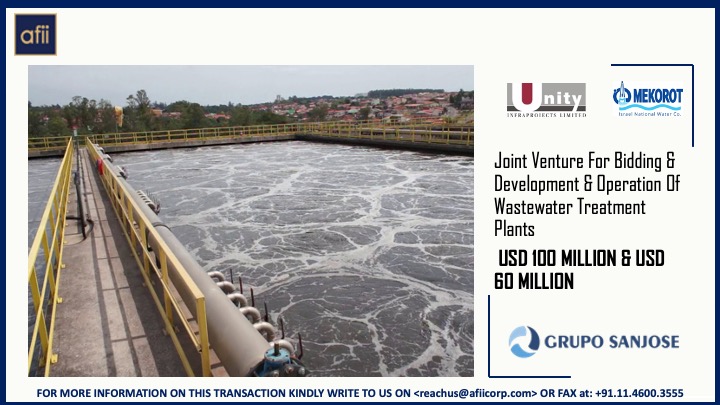 afii
Unity
INFRAPROJECTS LIMITED
MEKOROT
Israel National Water Co.
Joint Venture For Bidding &
Development & Operation Of
Wastewater Treatment
Plants
USD 100 MILLION & USD
60 MILLION
GRUPO SANJOSE
FOR MORE INFORMATION ON THIS TRANSACTION KINDLY WRITE TO US ON <reachus@afiicorp.com> OR FAX at: +91.11.4600.3555